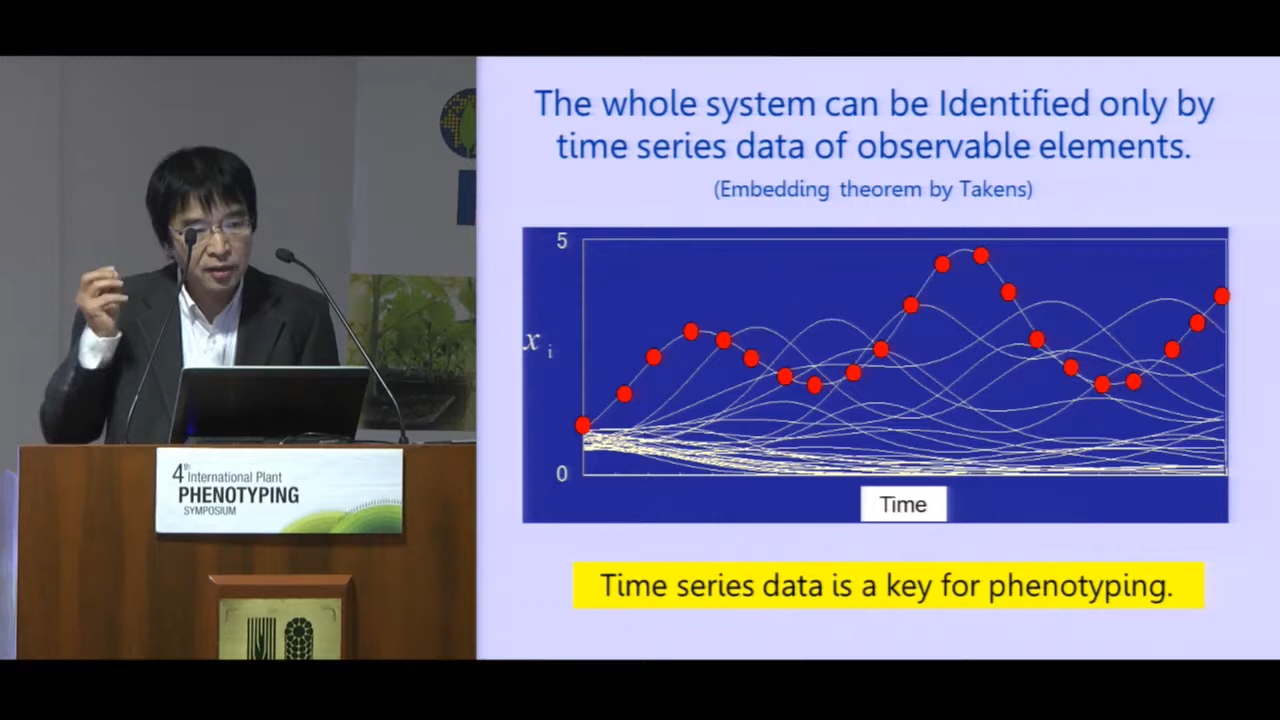 The whole system can be Identified only by
time series data of observable elements.
(Embedding theorem by Takens)
5
x i
0
Time
Time series data is a key for phenotyping.
4th International Plant
PHENOTYPING
SYMPOSIUM